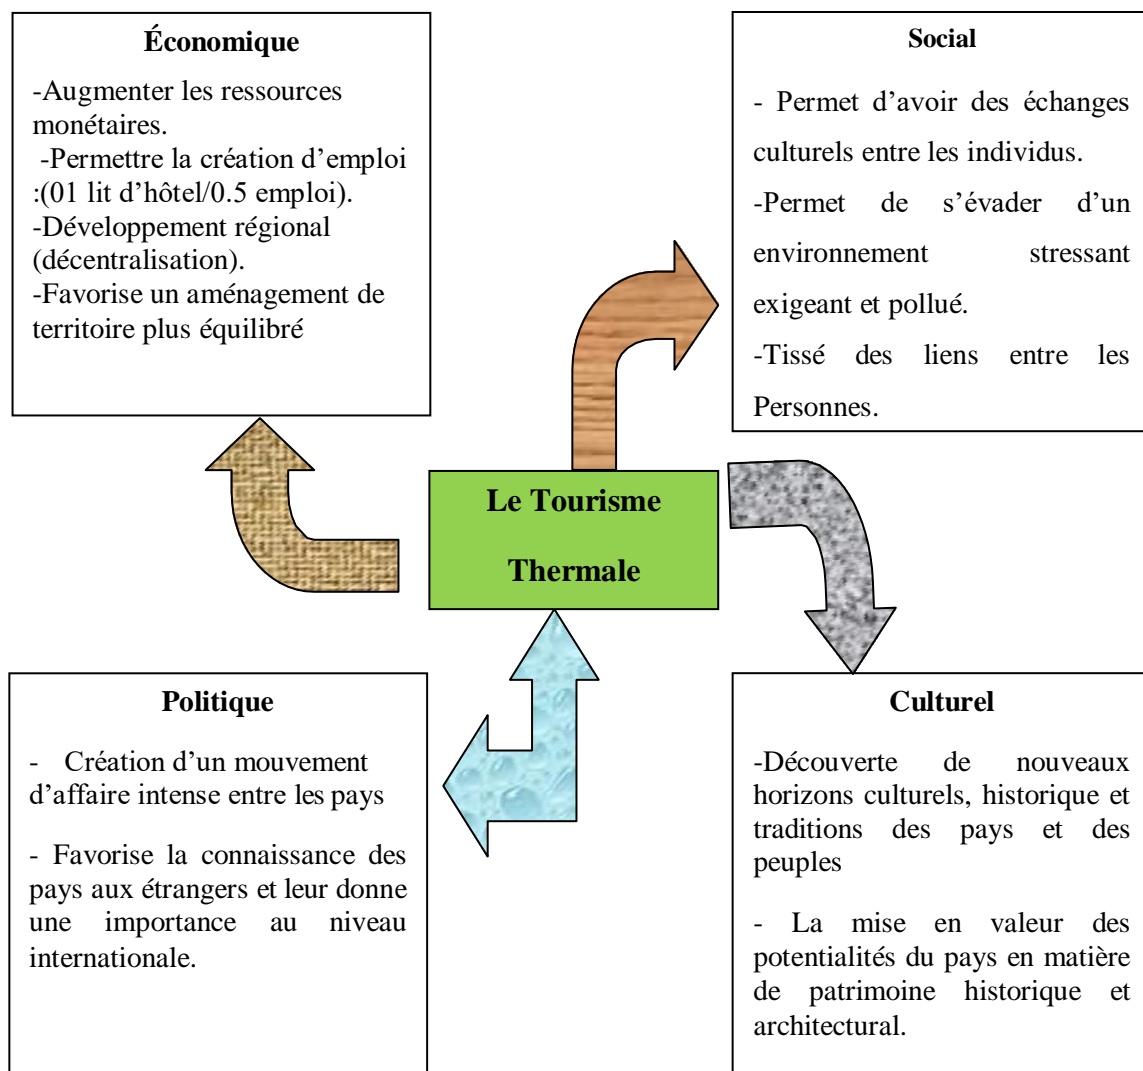 Économique
-Augmenter les ressources
monétaires.
-Permettre la création d’emploi
:(01 lit d’hôtel/0.5 emploi).
-Développement régional
(décentralisation).
-Favorise un aménagement de
territoire plus équilibré
Social
- Permet d’avoir des échanges
culturels entre les individus.
-Permet de s’évader d’un
environnement stressant
exigeant et pollué.
-Tissé des liens entre les
Personnes.
Le Tourisme
Thermale
Politique
- Création d’un mouvement
d’affaire intense entre les pays
- Favorise la connaissance des
pays aux étrangers et leur donne
une importance au niveau
internationale.
Culturel
-Découverte de nouveaux
horizons culturels, historique et
traditions des pays et des
peuples
- La mise en valeur des
potentialités du pays en matière
de patrimoine historique et
architectural.